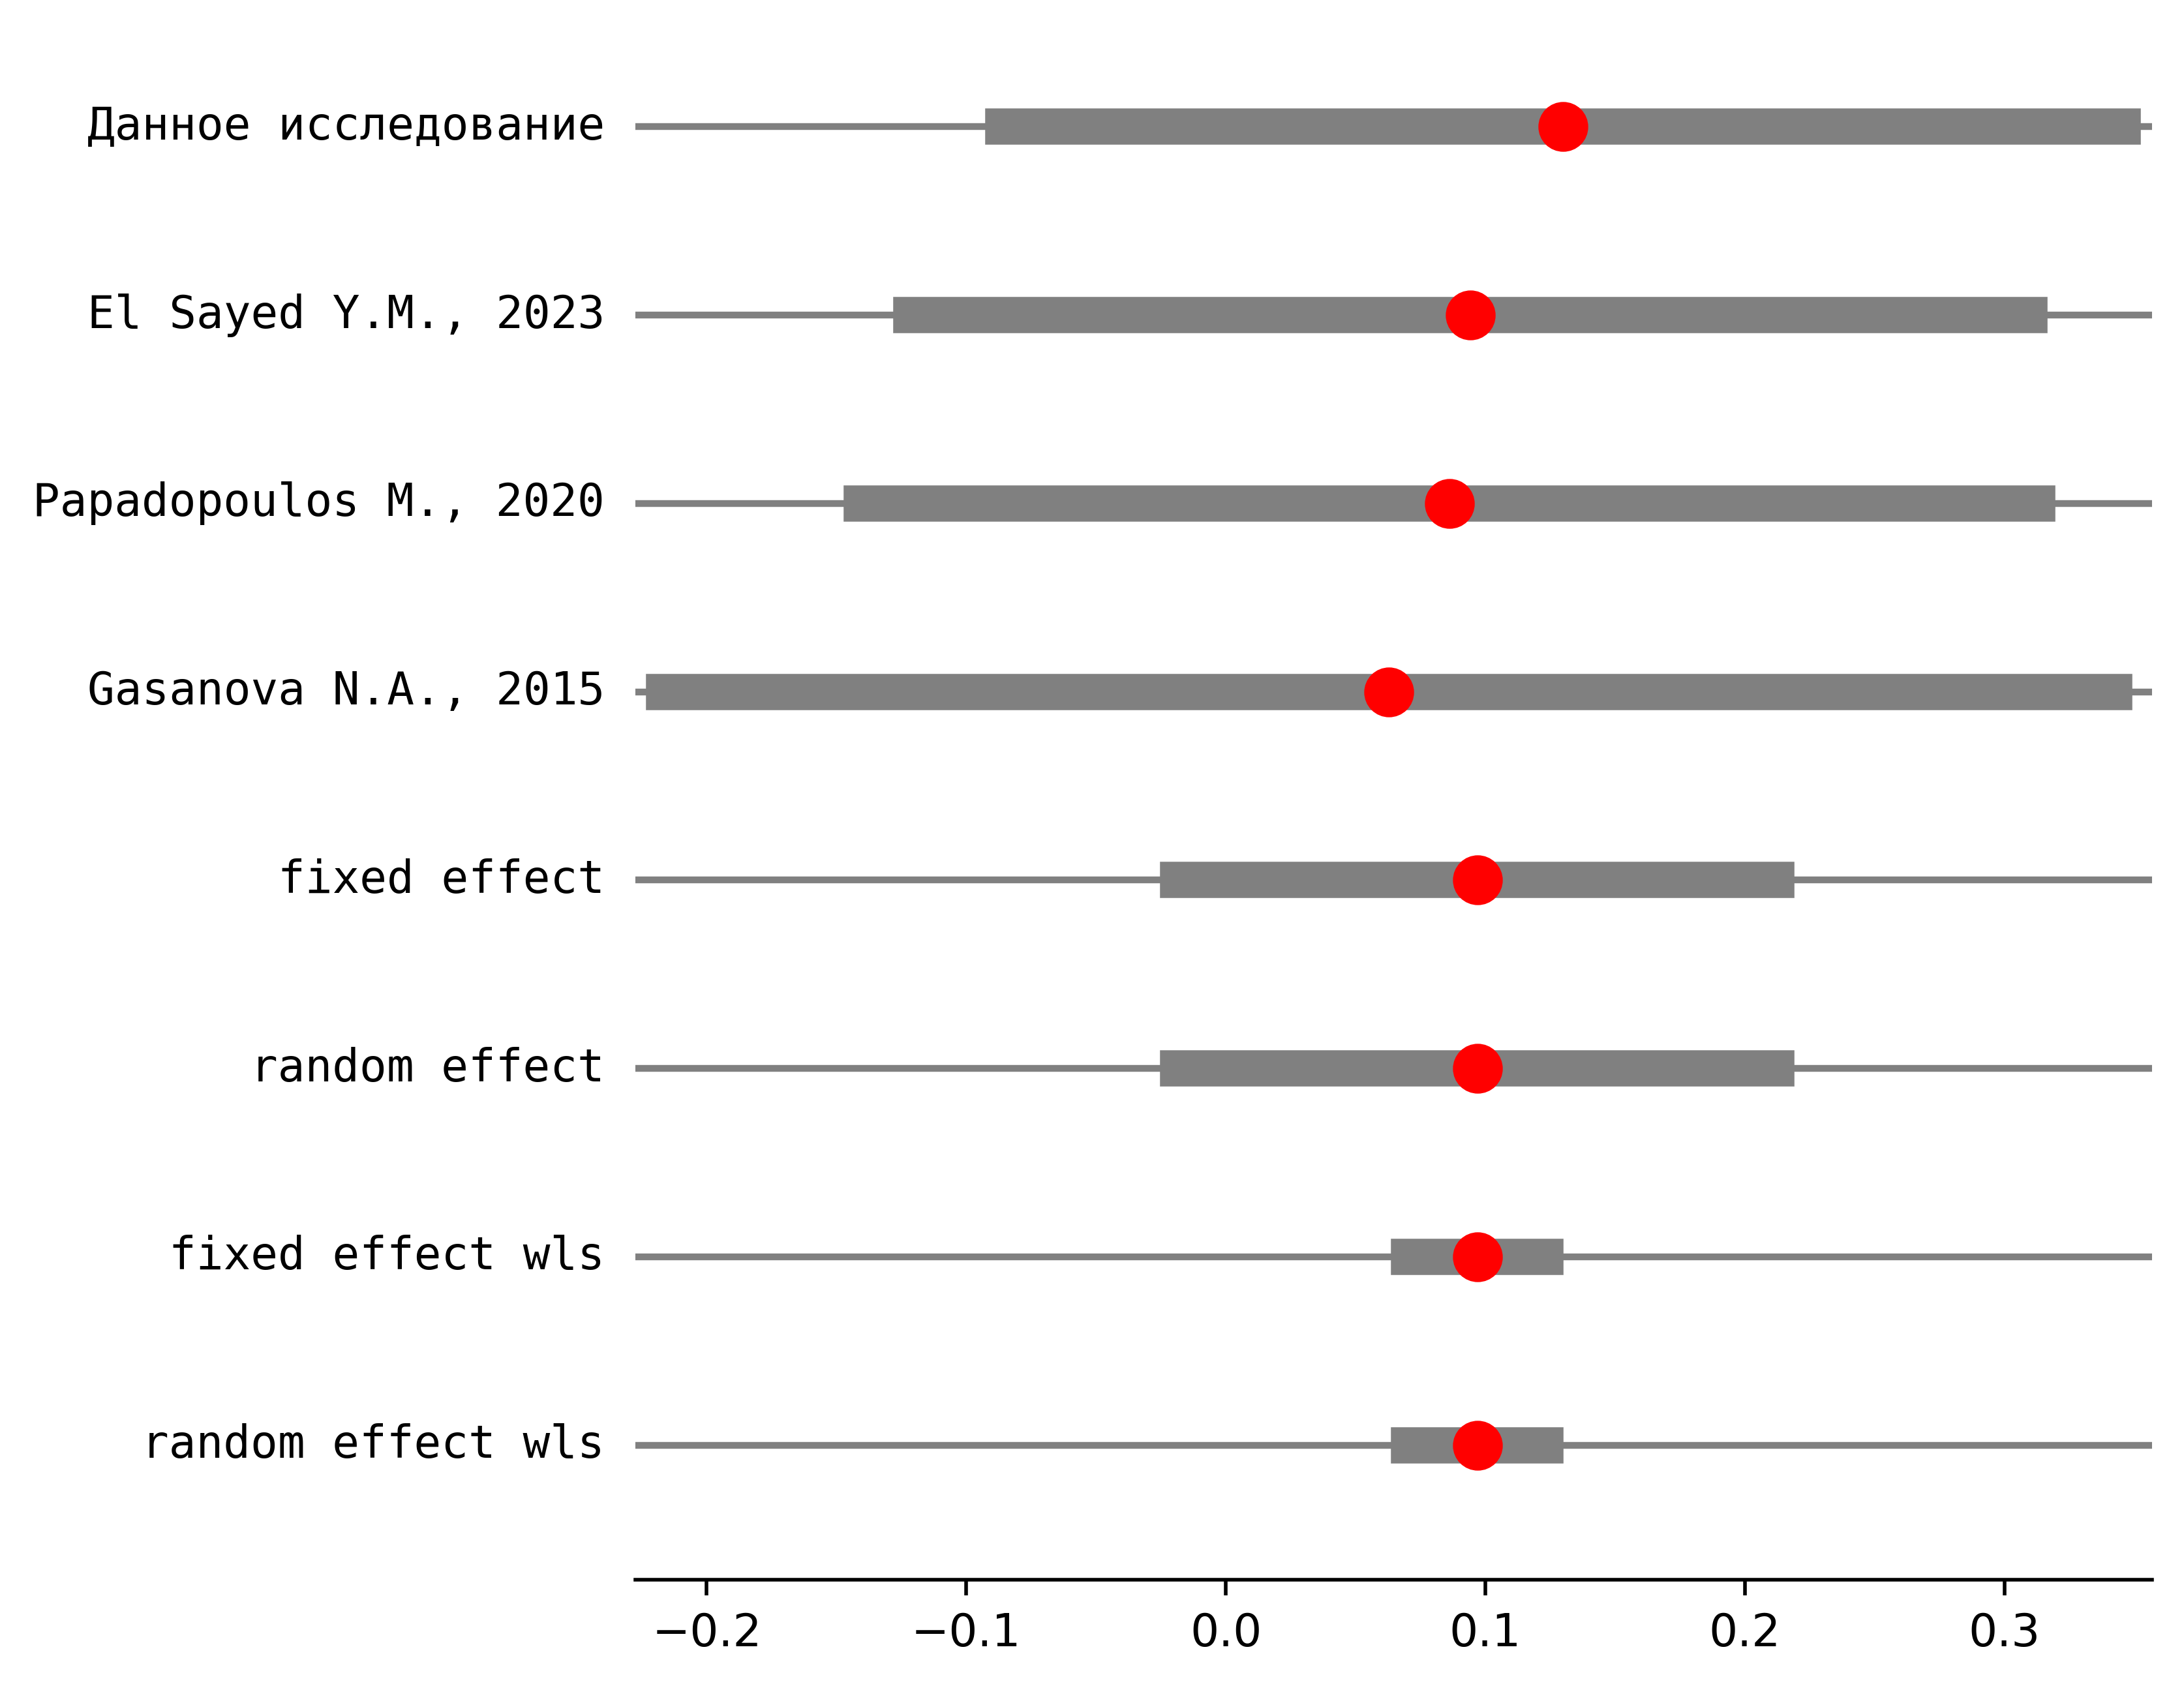 Данное исследование
El Sayed Y.M., 2023
Papadopoulos M., 2020
Gasanova N.A., 2015
fixed effect
random effect
fixed effect wls
random effect wls
−0.2 −0.1 0.0 0.1 0.2 0.3